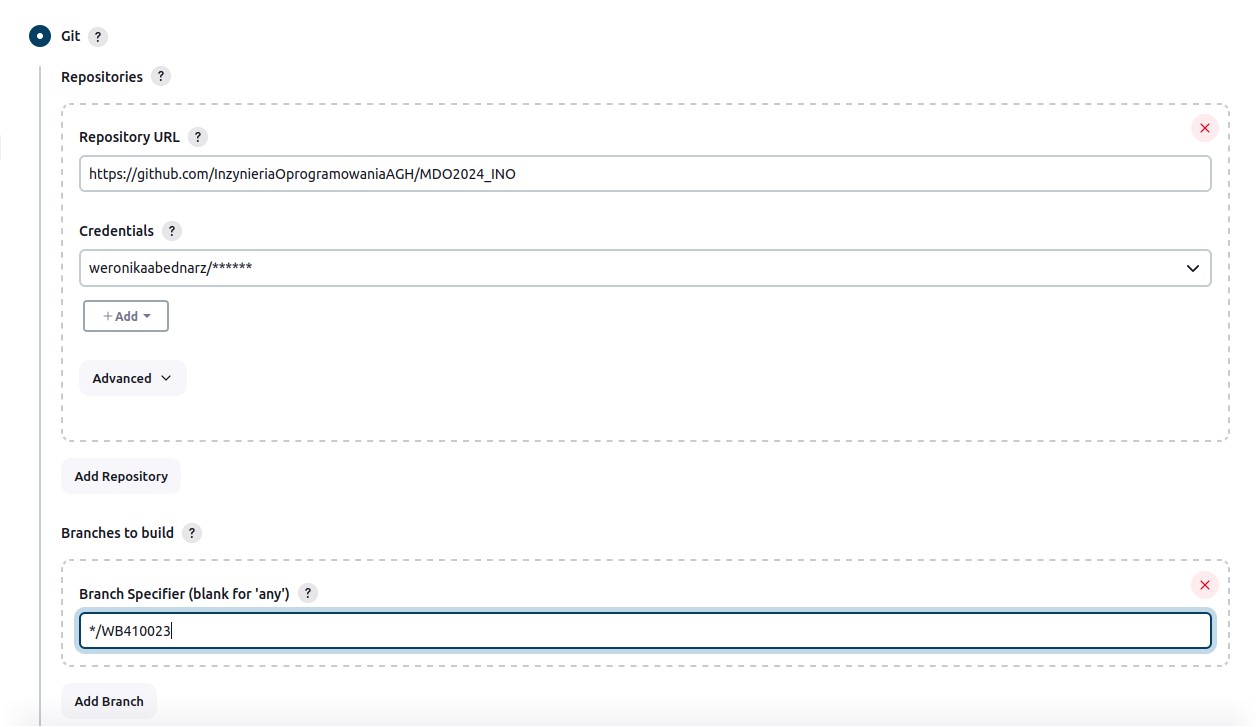 Git ?
Repositories ?
Repository URL ?
https://github.com/InzynieriaOprogramowaniaAGH/MDO2024_INO
Credentials ?
weronikaabednarz/******
+ Add
Advanced
Add Repository
Branches to build ?
Branch Specifier (blank for 'any') ?
*/WB410023
Add Branch